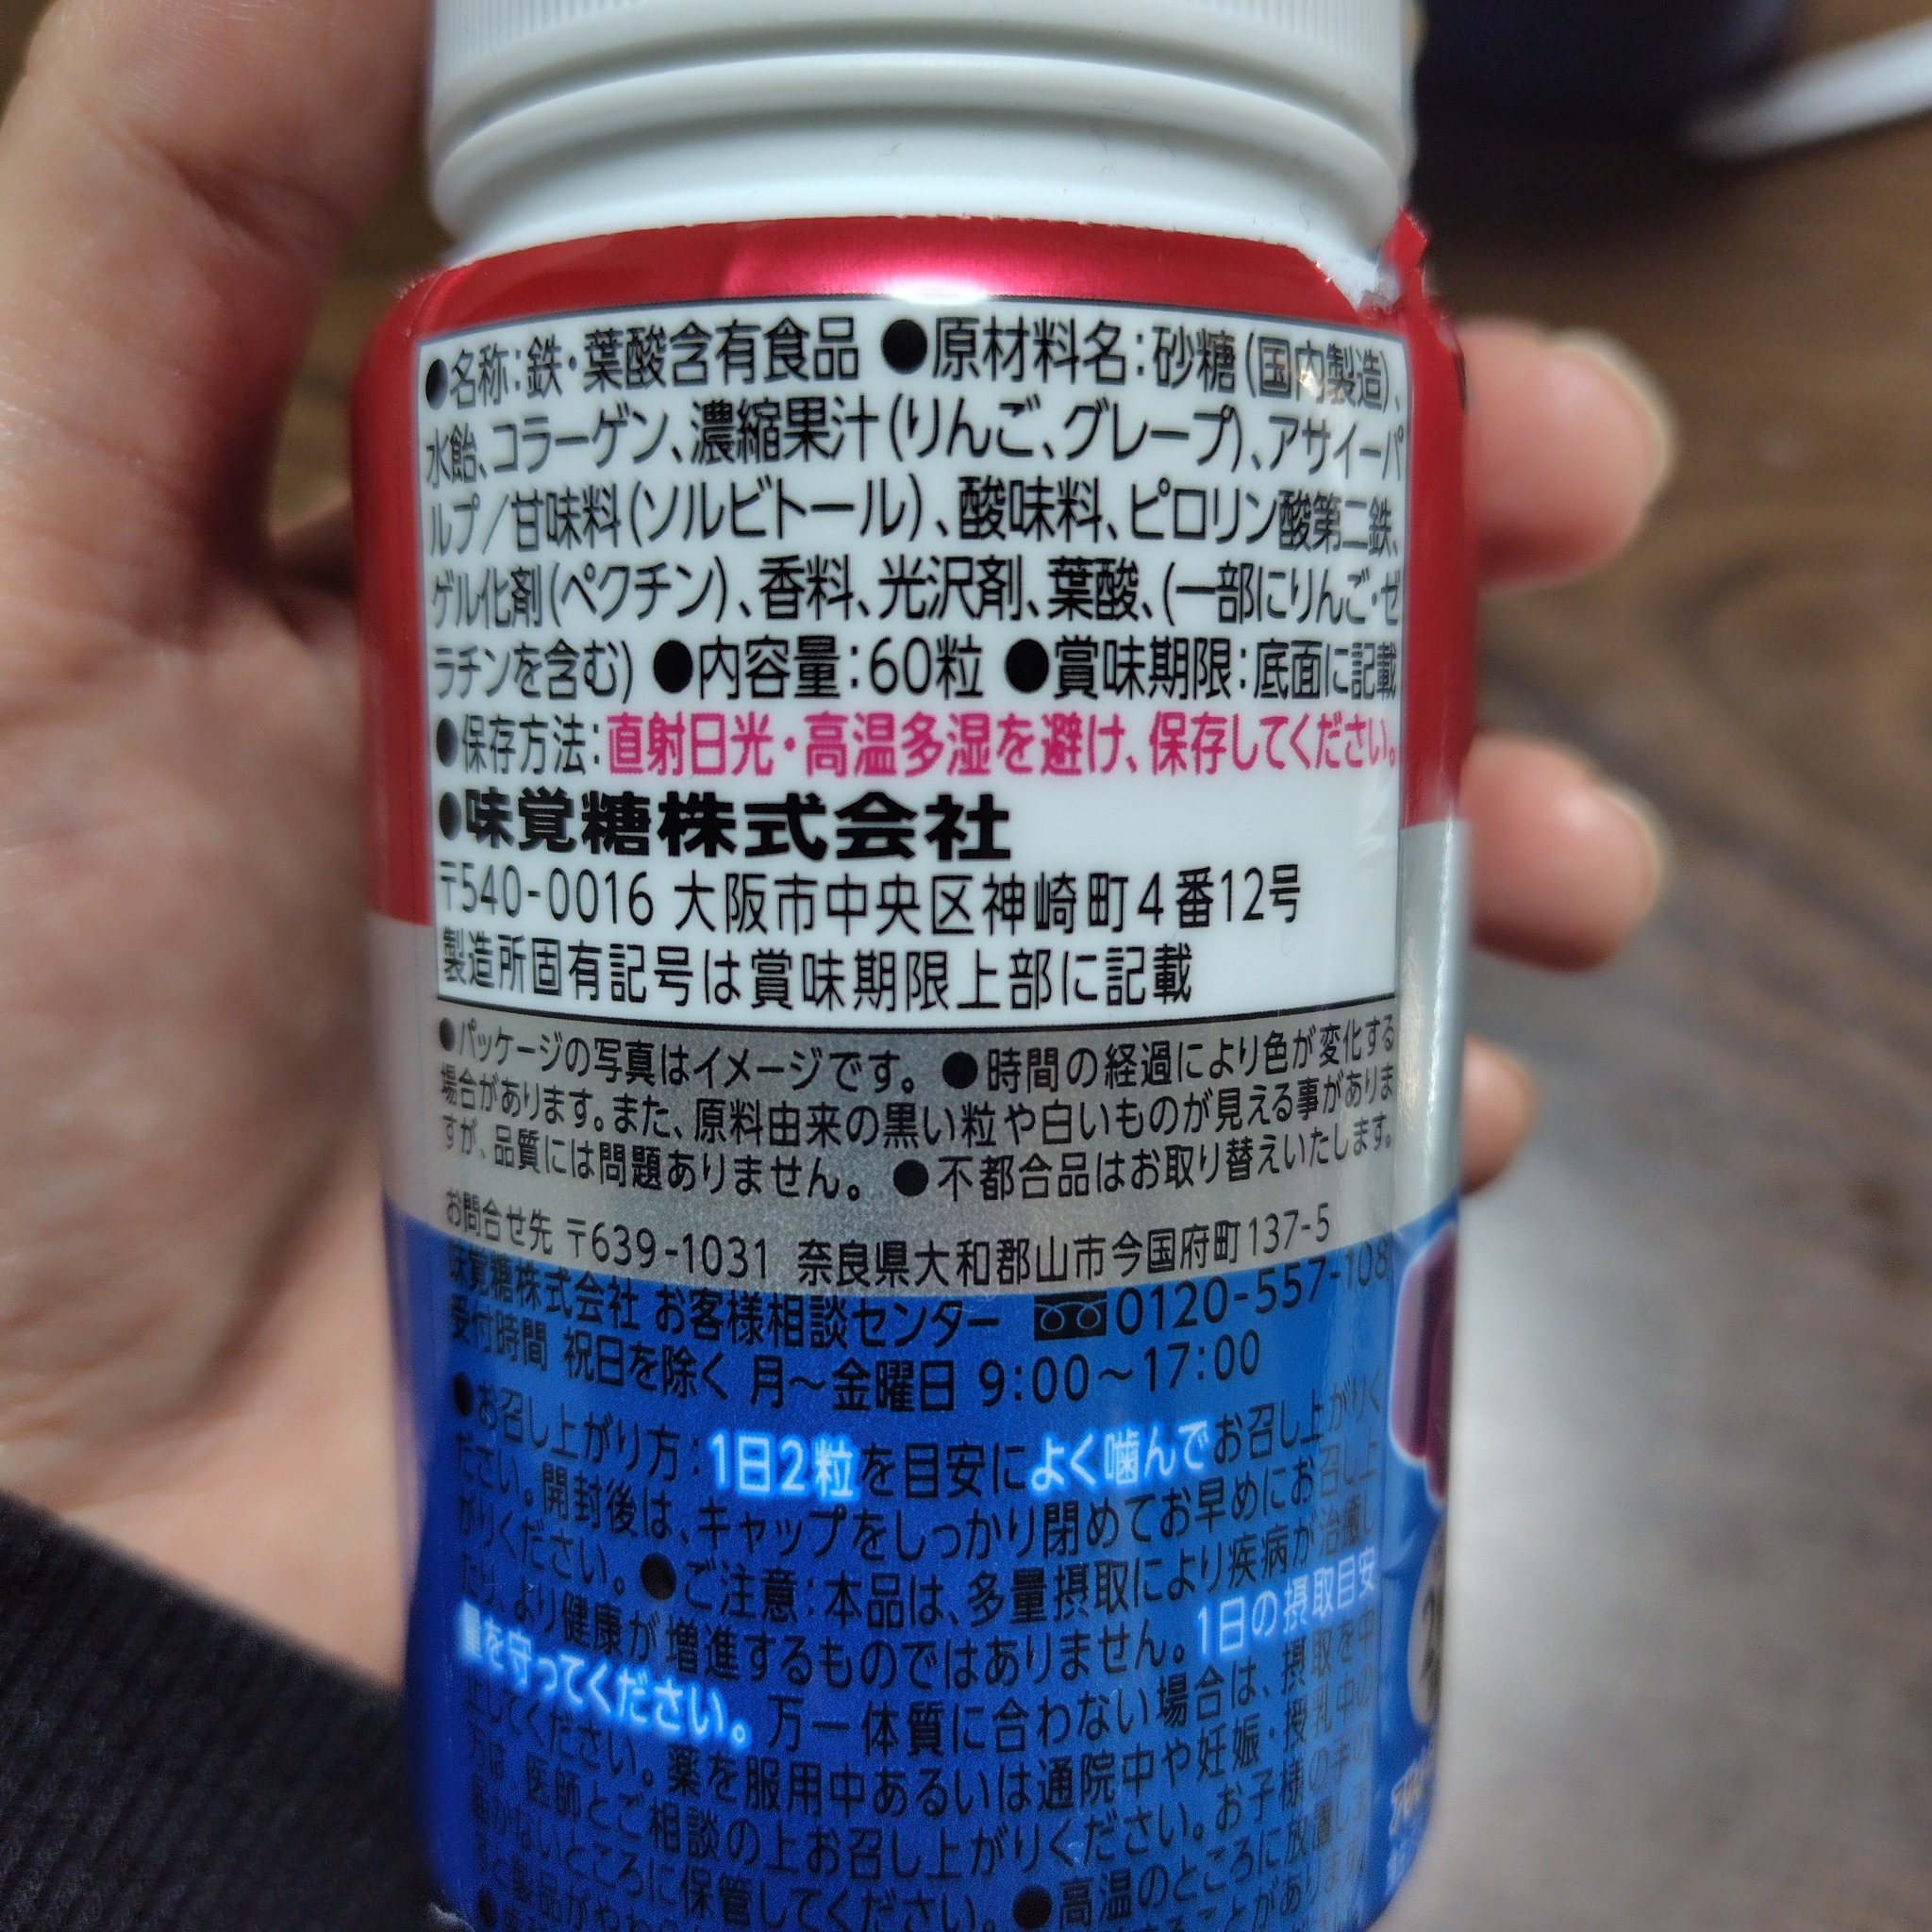 ●名称:鉄・葉酸含有食品 ●原材料名:砂糖(国内製造)、
水飴、コラーゲン、濃縮果汁(りんご、グレープ)、アサイーパ
ルプ/甘味料(ソルビトール)、酸味料、ピロリン酸第二鉄、
ゲル化剤(ペクチン)、香料、光沢剤、葉酸、(一部にりんご・ゼ
ラチンを含む) ●内容量:60粒 ●賞味期限:底面に記載
●保存方法:直射日光・高温多湿を避け、保存してください。
●味覚糖株式会社
〒540-0016 大阪市中央区神崎町4番12号
製造所固有記号は賞味期限上部に記載
●パッケージの写真はイメージです。 ●時間の経過により色が変化する
場合があります。また、原料由来の黒い粒や白いものが見える事がありま
すが、品質には問題ありません。 ●不都合品はお取り替えいたします。
お問合せ先 〒639-1031 奈良県大和郡山市今国府町137-5
味覚糖株式会社 お客様相談センター 0120-557-108
受付時間 祝日を除く 月～金曜日 9:00～17:00
●お召し上がり方:1日2粒を目安によく噛んでお召し上がりく
ださい。開封後は、キャップをしっかり閉めてお早めにお召し上
がりください。 ●ご注意:本品は、多量摂取により疾病が治癒し
たり、より健康が増進するものではありません。1日の摂取目安
量を守ってください。万一体質に合わない場合は、摂取を中
止してください。薬を服用中あるいは通院中や妊娠・授乳中の
方は、医師とご相談の上お召し上がりください。お子様の手の
届かないところに保管してください。 ●高温のところに放置しま
すと製品がやわ